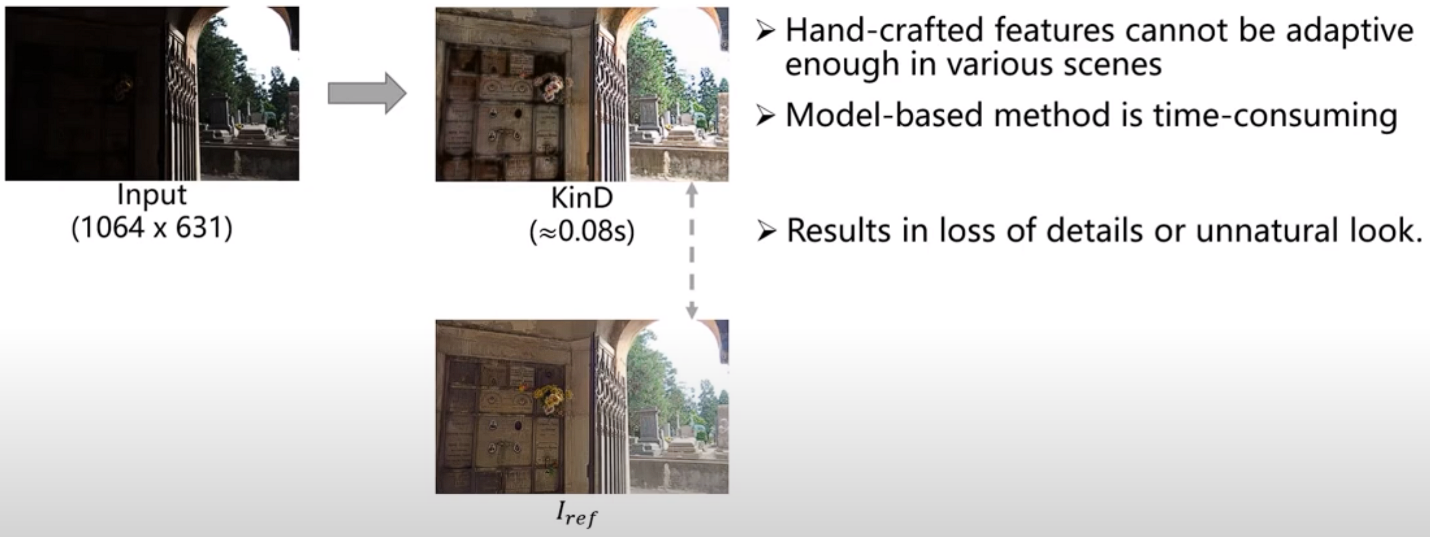 Input
(1064 x 631)
KinD
(≈0.08s)
I_ref
➢ Hand-crafted features cannot be adaptive
enough in various scenes
➢ Model-based method is time-consuming
➢ Results in loss of details or unnatural look.